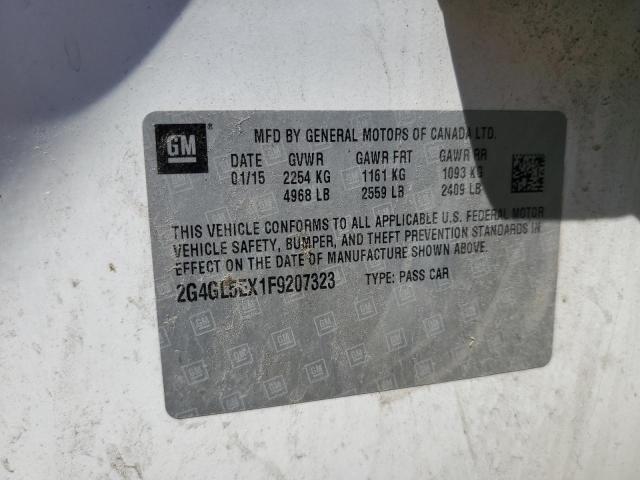 GM®
MFD BY GENERAL MOTORS OF CANADA LTD.
DATE GVWR GAWR FRT GAWR RR
01/15 2254 KG 1161 KG 1093 KG
4968 LB 2559 LB 2409 LB
THIS VEHICLE CONFORMS TO ALL APPLICABLE U.S. FEDERAL MOTOR
VEHICLE SAFETY, BUMPER, AND THEFT PREVENTION STANDARDS IN
EFFECT ON THE DATE OF MANUFACTURE SHOWN ABOVE.
2G4GL5EX1F9207323 TYPE: PASS CAR